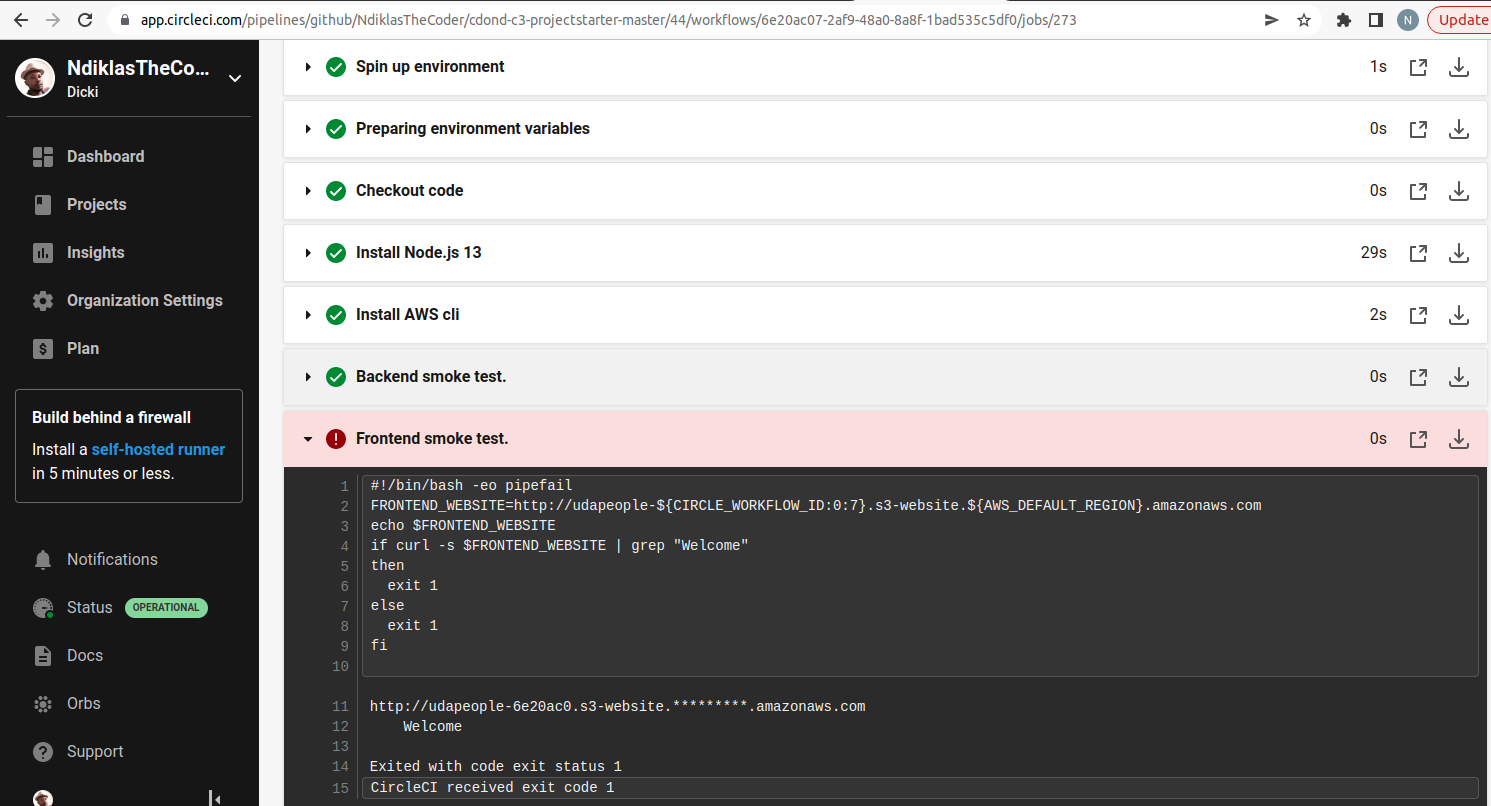 app.circleci.com/pipelines/github/NdiklasTheCoder/cdond-c3-projectstarter-master/44/workflows/6e20ac07-2af9-48a0-8a8f-1bad535c5df0/jobs/273
N
Update
NdiklasTheCo...
Dicki
Dashboard
Projects
Insights
Organization Settings
Plan
Build behind a firewall
Install a self-hosted runner
in 5 minutes or less.
Notifications
Status OPERATIONAL
Docs
Orbs
Support
Spin up environment 1s
Preparing environment variables 0s
Checkout code 0s
Install Node.js 13 29s
Install AWS cli 2s
Backend smoke test. 0s
Frontend smoke test. 0s
1 #!/bin/bash -eo pipefail
2 FRONTEND_WEBSITE=http://udapeople-${CIRCLE_WORKFLOW_ID:0:7}.s3-website.${AWS_DEFAULT_REGION}.amazonaws.com
3 echo $FRONTEND_WEBSITE
4 if curl -s $FRONTEND_WEBSITE | grep "Welcome"
5 then
6 exit 1
7 else
8 exit 1
9 fi
10
11 http://udapeople-6e20ac0.s3-website.*********.amazonaws.com
12 Welcome
13
14 Exited with code exit status 1
15 CircleCI received exit code 1